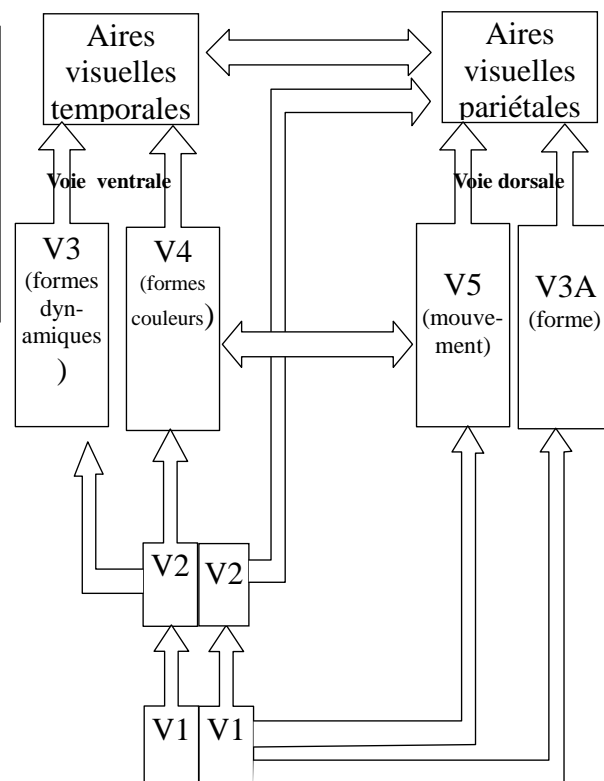 Aires
visuelles
temporales
Aires
visuelles
pariétales
Voie ventrale
Voie dorsale
V3
(formes
dyn-
amiques
)
V4
(formes
couleurs)
V5
(mouve-
ment)
V3A
(forme)
V2
V2
V1
V1